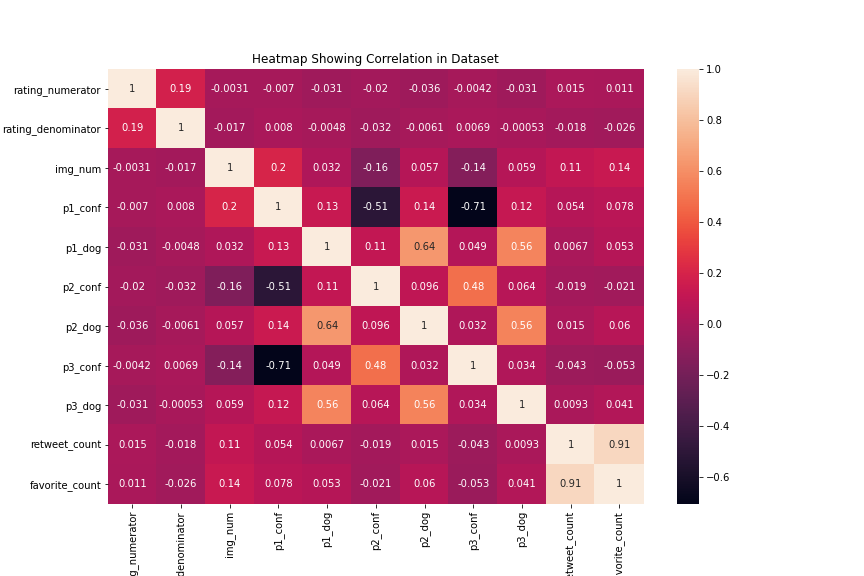 Heatmap Showing Correlation in Dataset
rating_numerator 1 0.19 -0.0031 -0.007 -0.031 -0.02 -0.036 -0.0042 -0.031 0.015 0.011
rating_denominator 0.19 1 -0.017 0.008 -0.0048 -0.032 -0.0061 0.0069 -0.00053 -0.018 -0.026
img_num -0.0031 -0.017 1 0.2 0.032 -0.16 0.057 -0.14 0.059 0.11 0.14
p1_conf -0.007 0.008 0.2 1 0.13 -0.51 0.14 -0.71 0.12 0.054 0.078
p1_dog -0.031 -0.0048 0.032 0.13 1 0.11 0.64 0.049 0.56 0.0067 0.053
p2_conf -0.02 -0.032 -0.16 -0.51 0.11 1 0.096 0.48 0.064 -0.019 -0.021
p2_dog -0.036 -0.0061 0.057 0.14 0.64 0.096 1 0.032 0.56 0.015 0.06
p3_conf -0.0042 0.0069 -0.14 -0.71 0.049 0.48 0.032 1 0.034 -0.043 -0.053
p3_dog -0.031 -0.00053 0.059 0.12 0.56 0.064 0.56 0.034 1 0.0093 0.041
retweet_count 0.015 -0.018 0.11 0.054 0.0067 -0.019 0.015 -0.043 0.0093 1 0.91
favorite_count 0.011 -0.026 0.14 0.078 0.053 -0.021 0.06 -0.053 0.041 0.91 1
g_numerator denominator img_num p1_conf p1_dog p2_conf p2_dog p3_conf p3_dog etweet_count vorite_count
1.0
0.8
0.6
0.4
0.2
0.0
−0.2
−0.4
−0.6